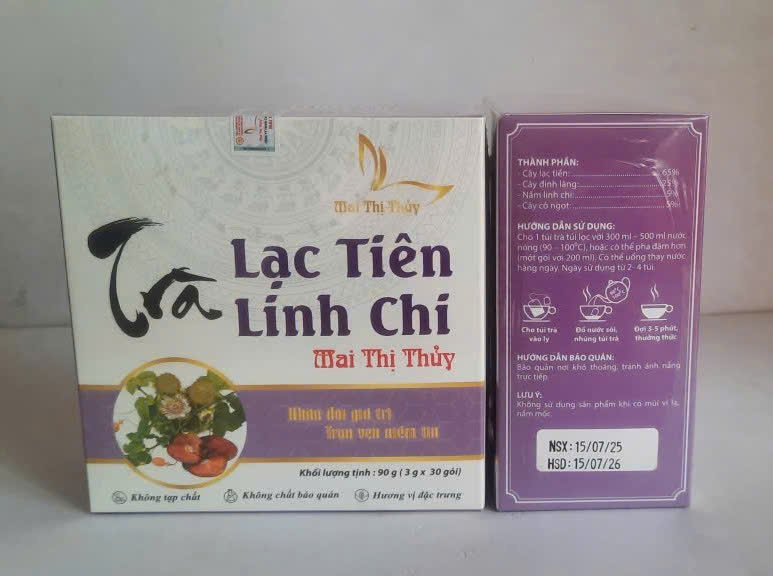 Mai Thị Thủy
Trà
Lạc Tiên
Linh Chi
Mai Thị Thủy
Nhân đôi giá trị
Trọn vẹn niềm tin
Khối lượng tịnh : 90 g ( 3 g x 30 gói)
Không tạp chất
Không chất bảo quản
Hương vị đặc trưng
THÀNH PHẦN:
- Cây lạc tiên: 65%
- Cây đinh lăng: 25%
- Nấm linh chi: 5%
- Cây cỏ ngọt: 5%
HƯỚNG DẪN SỬ DỤNG:
Cho 1 túi trà túi lọc với 300 ml – 500 ml nước
nóng (90 – 100°C), hoặc có thể pha đậm hơn
(một gói với 200 ml). Có thể uống thay nước
hàng ngày. Ngày sử dụng từ 2- 4 túi.
Cho túi trà
vào ly
Đổ nước sôi,
nhúng túi trà
Đợi 3-5 phút,
thưởng thức
HƯỚNG DẪN BẢO QUẢN:
Bảo quản nơi khô thoáng, tránh ánh nắng
trực tiếp.
LƯU Ý:
Không sử dụng sản phẩm khi có mùi vị lạ,
nấm mốc.
NSX: 15/07/25
HSD: 15/07/26